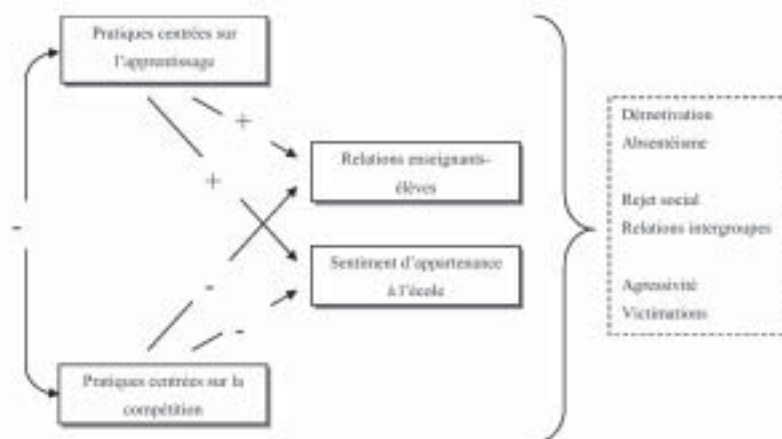 Pratiques centrées sur
l'apprentissage
+
+
Relations enseignants-
élèves
-
Sentiment d'appartenance
à l'école
-
-
Pratiques centrées sur la
compétition
Démotivation
Absentéisme
Rejet social
Relations intergroupes
Agressivité
Victimations